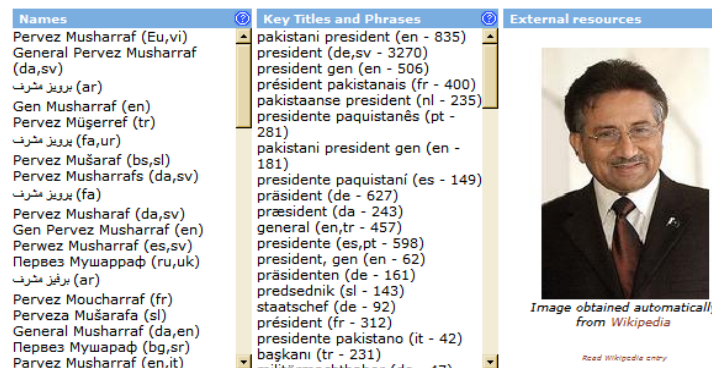 Names
Pervez Musharraf (Eu,vi)
General Pervez Musharraf
(da,sv)
برويز مشرف (ar)
Gen Musharraf (en)
Pervez Müşerref (tr)
پرویز مشرف (fa,ur)
Pervez Mušaraf (bs,sl)
Pervez Musharrafs (da,sv)
پرويز مشرف (fa)
Pervez Musharaf (da,sv)
Gen Pervez Musharraf (en)
Perwez Musharraf (es,sv)
Первез Мушарраф (ru,uk)
برفيز مشرف (ar)
Pervez Moucharraf (fr)
Perveza Mušarafa (sl)
General Musharraf (da,en)
Первез Мушараф (bg,sr)
Parvez Musharraf (en,it)
Key Titles and Phrases
pakistani president (en - 835)
president (de,sv - 3270)
president gen (en - 506)
président pakistanais (fr - 400)
pakistaanse president (nl - 235)
presidente paquistanês (pt -
281)
pakistani president gen (en -
181)
presidente paquistaní (es - 149)
präsident (de - 627)
præsident (da - 243)
general (en,tr - 457)
presidente (es,pt - 598)
president, gen (en - 62)
präsidenten (de - 161)
predsednik (sl - 143)
staatschef (de - 92)
président (fr - 312)
presidente pakistano (it - 42)
başkanı (tr - 231)
External resources
Image obtained automatically
from Wikipedia
Read Wikipedia entry